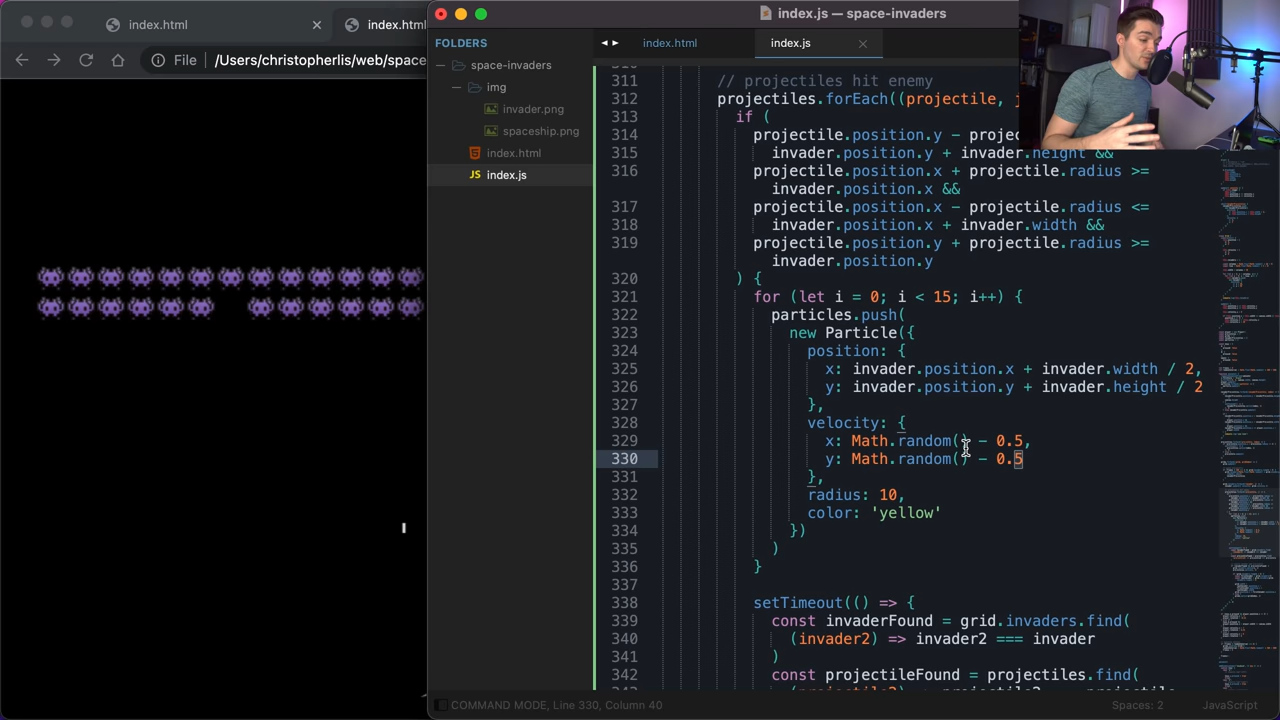 index.html
index.html
File
/Users/christopherlis/web/space
index.js — space-invaders
FOLDERS
space-invaders
img
invader.png
spaceship.png
index.html
JS index.js
index.html
index.js
311 // projectiles hit enemy
312 projectiles.forEach((projectile,
313 if (
314 projectile.position.y -
315 invader.position.y + invader.height &&
316 projectile.position.x + projectile.radius >=
invader.position.x &&
317 projectile.position.x - projectile.radius <=
318 invader.position.x + invader.width &&
319 projectile.position.y + projectile.radius >=
invader.position.y
320 ) {
321 for (let i = 0; i < 15; i++) {
322 particles.push(
323 new Particle({
324 position: {
325 x: invader.position.x + invader.width / 2,
326 y: invader.position.y + invader.height / 2
327 },
328 velocity: {
329 x: Math.random() - 0.5,
330 y: Math.random() - 0.5
331 },
332 radius: 10,
333 color: 'yellow'
334 })
335 )
336 }
337
338 setTimeout(() => {
339 const invaderFound = grid.invaders.find(
340 (invader2) => invader2 === invader
341 )
342 const projectileFound = projectiles.find(
COMMAND MODE, Line 330, Column 40
Spaces: 2
JavaScript